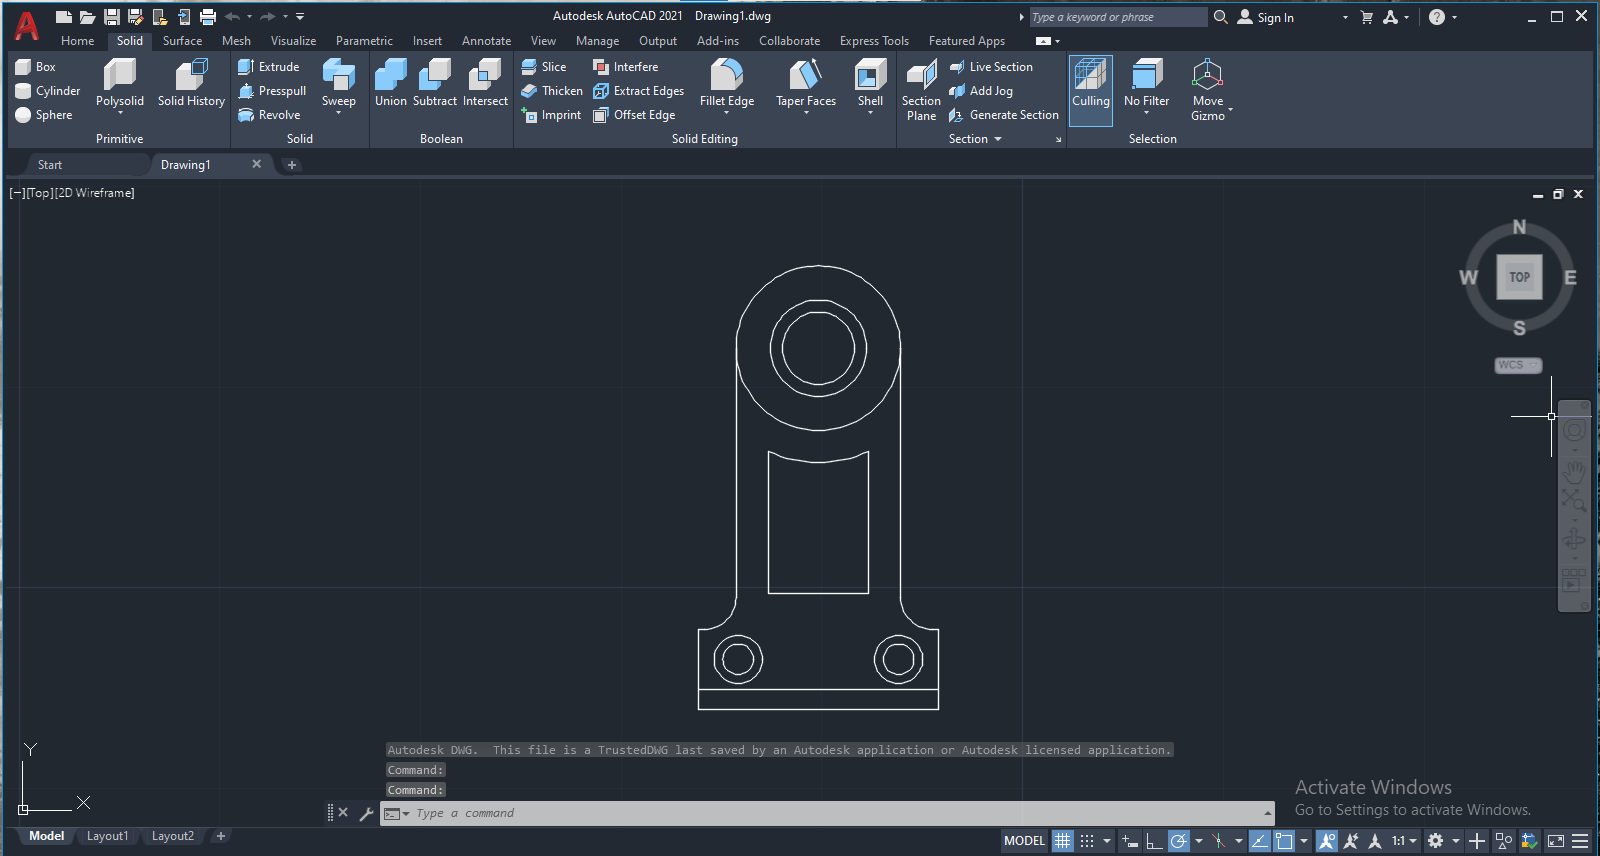 Autodesk AutoCAD 2021 Drawing1.dwg
Type a keyword or phrase
Sign In
Home Solid Surface Mesh Visualize Parametric Insert Annotate View Manage Output Add-ins Collaborate Express Tools Featured Apps
Box
Cylinder
Sphere
Polysolid
Solid History
Primitive
Extrude
Presspull
Revolve
Sweep
Solid
Union
Subtract
Intersect
Boolean
Slice
Thicken
Imprint
Interfere
Extract Edges
Offset Edge
Fillet Edge
Taper Faces
Shell
Solid Editing
Section
Plane
Live Section
Add Jog
Generate Section
Section
Culling
No Filter
Move
Gizmo
Selection
Start
Drawing1
[−][Top][2D Wireframe]
N
W
TOP
E
S
WCS
Y
X
Autodesk DWG. This file is a TrustedDWG last saved by an Autodesk application or Autodesk licensed application.
Command:
Command:
Type a command
Activate Windows
Go to Settings to activate Windows.
Model
Layout1
Layout2
MODEL
1:1